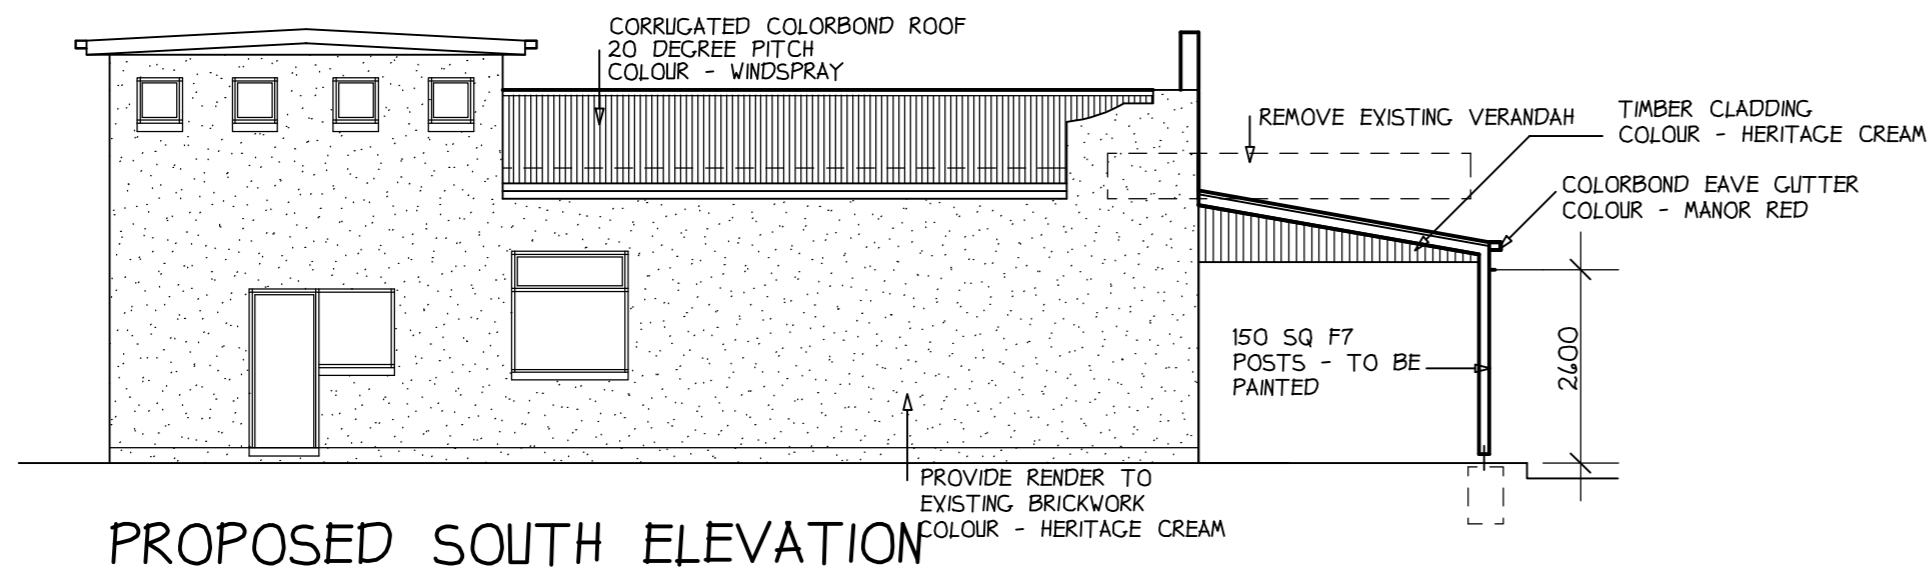 CORRUGATED COLORBOND ROOF
20 DEGREE PITCH
COLOUR - WINDSPRAY
REMOVE EXISTING VERANDAH
TIMBER CLADDING
COLOUR - HERITAGE CREAM
COLORBOND EAVE GUTTER
COLOUR - MANOR RED
150 SQ F7
POSTS - TO BE
PAINTED
2600
PROVIDE RENDER TO
EXISTING BRICKWORK
COLOUR - HERITAGE CREAM
PROPOSED SOUTH ELEVATION